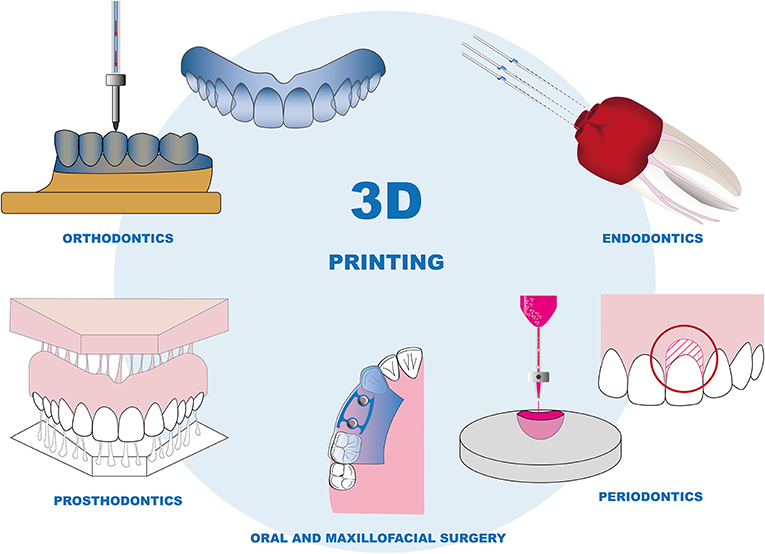 3D
PRINTING
ORTHODONTICS
ENDODONTICS
PROSTHODONTICS
PERIODONTICS
ORAL AND MAXILLOFACIAL SURGERY